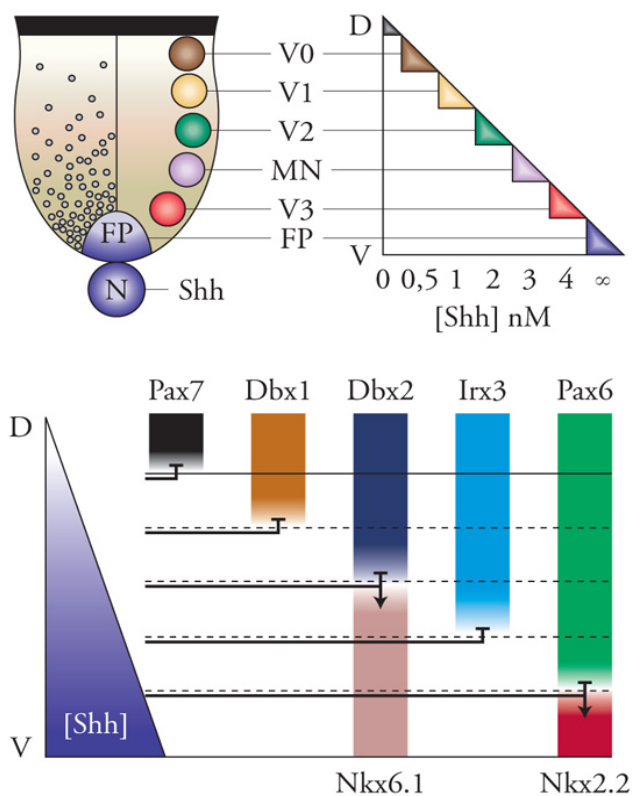 D
V0
V1
V2
MN
V3
FP
FP
V
N
Shh
0 0,5 1 2 3 4 ∞
[Shh] nM
Pax7 Dbx1 Dbx2 Irx3 Pax6
D
[Shh]
V
Nkx6.1 Nkx2.2